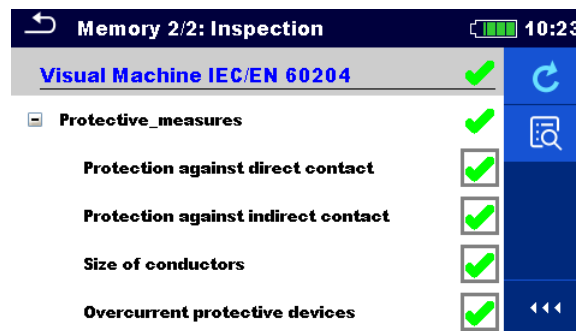 Memory 2/2: Inspection 10:23
Visual Machine IEC/EN 60204
Protective_measures
Protection against direct contact
Protection against indirect contact
Size of conductors
Overcurrent protective devices